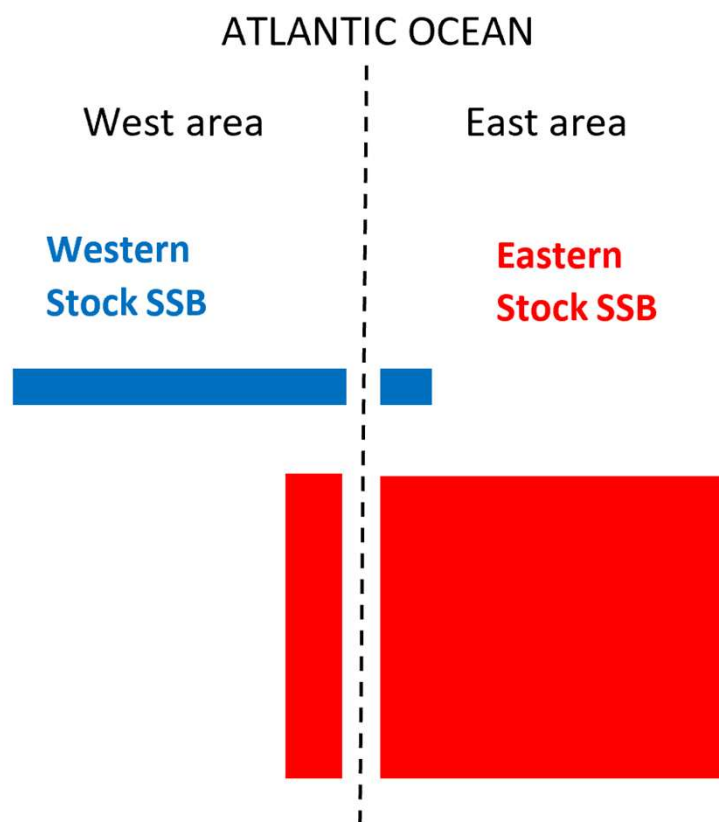 ATLANTIC OCEAN
West area
East area
Western
Stock SSB
Eastern
Stock SSB